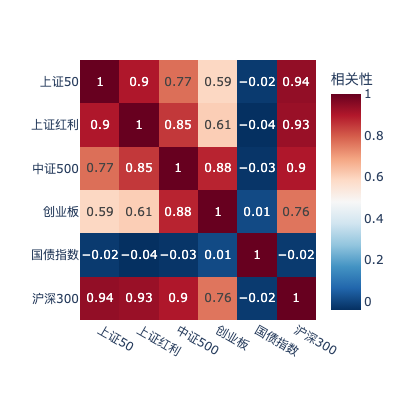 相关性
上证50 1 0.9 0.77 0.59 −0.02 0.94 1
上证红利 0.9 1 0.85 0.61 −0.04 0.93 0.8
中证500 0.77 0.85 1 0.88 −0.03 0.9 0.6
创业板 0.59 0.61 0.88 1 0.01 0.76 0.4
国债指数 −0.02 −0.04 −0.03 0.01 1 −0.02 0.2
沪深300 0.94 0.93 0.9 0.76 −0.02 1 0
上证50 上证红利 中证500 创业板 国债指数 沪深300